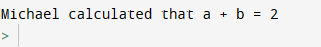 Michael calculated that a + b = 2
>